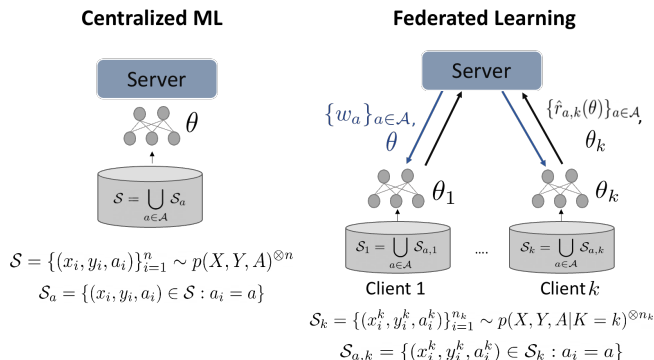 Centralized ML
Server
θ
S = ⋃_{a∈A} S_a
S = {(x_i, y_i, a_i)}_{i=1}^n ∼ p(X, Y, A)^{⊗n}
S_a = {(x_i, y_i, a_i) ∈ S : a_i = a}
Federated Learning
Server
{w_a}_{a∈A},
θ
{r̂_{a,k}(θ)}_{a∈A},
θ_k
θ_1
θ_k
S_1 = ⋃_{a∈A} S_{a,1}
....
S_k = ⋃_{a∈A} S_{a,k}
Client 1
Client k
S_k = {(x_i^k, y_i^k, a_i^k)}_{i=1}^{n_k} ∼ p(X, Y, A|K = k)^{⊗n_k}
S_{a,k} = {(x_i^k, y_i^k, a_i^k) ∈ S_k : a_i = a}